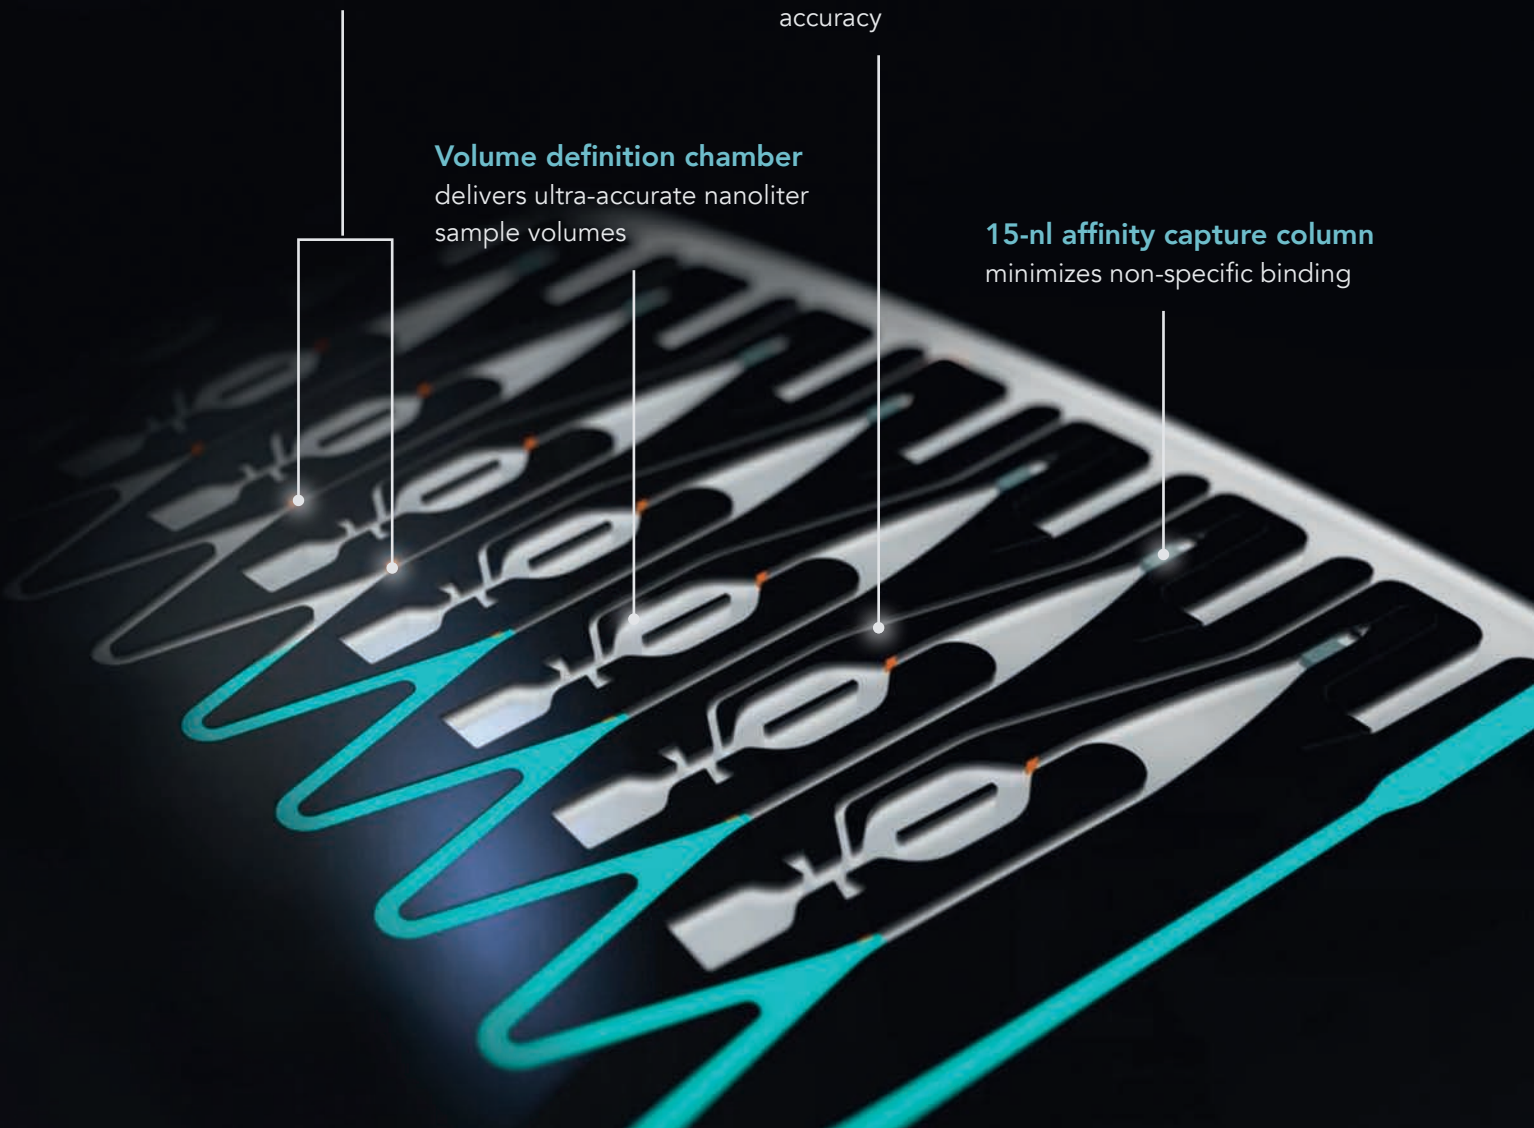 accuracy
Volume definition chamber
delivers ultra-accurate nanoliter
sample volumes
15-nl affinity capture column
minimizes non-specific binding